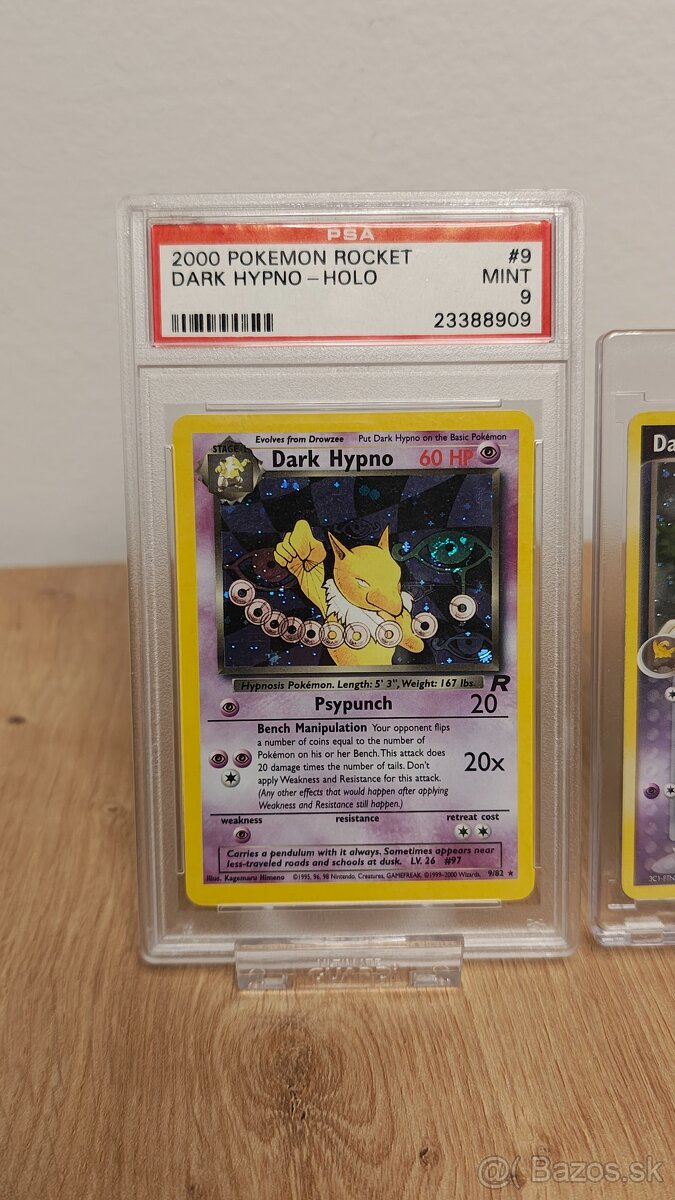 PSA
2000 POKEMON ROCKET #9
DARK HYPNO – HOLO MINT
9
23388909
Evolves from Drowzee Put Dark Hypno on the Basic Pokémon
STAGE 1
Dark Hypno 60 HP
Hypnosis Pokémon. Length: 5' 3", Weight: 167 lbs.
R
Psypunch 20
Bench Manipulation Your opponent flips
a number of coins equal to the number of
Pokémon on his or her Bench. This attack does
20 damage times the number of tails. Don't
apply Weakness and Resistance for this attack.
(Any other effects that would happen after applying
Weakness and Resistance still happen.)
20x
weakness resistance retreat cost
Carries a pendulum with it always. Sometimes appears near
less-traveled roads and schools at dusk. LV. 26 #97
Illus. Kagemaru Himeno ©1995, 96, 98 Nintendo, Creatures, GAMEFREAK. ©1999-2000 Wizards. 9/82
Da
Bazos.sk